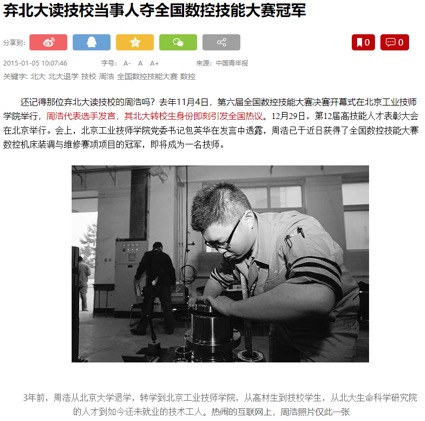 弃北大读技校当事人夺全国数控技能大赛冠军
分享到：
0
0
2015-01-05 10:07:46 字号： A- A A+ 来源：中国青年报
关键字：北大 北大退学 技校 周浩 全国数控技能大赛 数控
还记得那位弃北大读技校的周浩吗？去年11月4日，第六届全国数控技能大赛决赛开幕式在北京工业技师
学院举行，周浩代表选手发言，其北大转校生身份即刻引发全国热议。12月29日，第12届高技能人才表彰大会
在北京举行。会上，北京工业技师学院党委书记包英华在发言中透露，周浩已于近日获得了全国数控技能大赛
数控机床装调与维修赛项项目的冠军，即将成为一名技师。
3年前，周浩从北京大学退学，转学到北京工业技师学院，从高材生到技校学生，从北大生命科学研究院
的人才到如今还未就业的技术工人。热闹的互联网上，周浩照片仅此一张